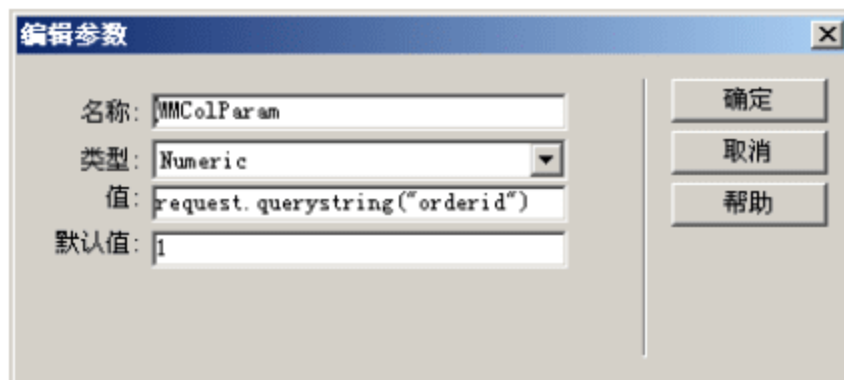 编辑参数
名称: MMColParam
确定
类型: Numeric
取消
值: request.querystring("orderid")
帮助
默认值: 1